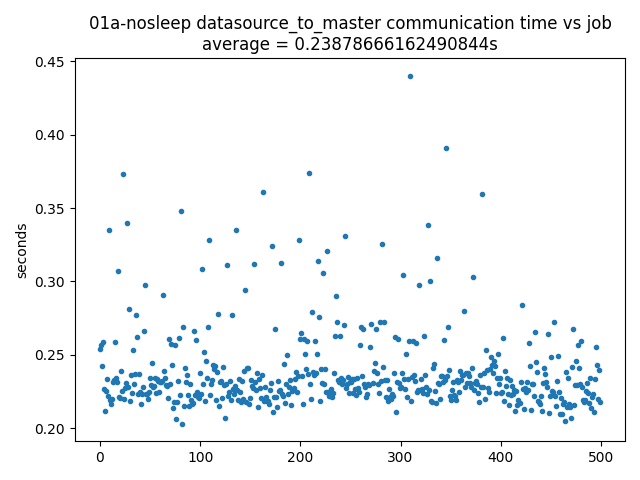 01a-nosleep datasource_to_master communication time vs job
average = 0.23878666162490844s
0.45
0.40
0.35
0.30
0.25
0.20
seconds
0 100 200 300 400 500